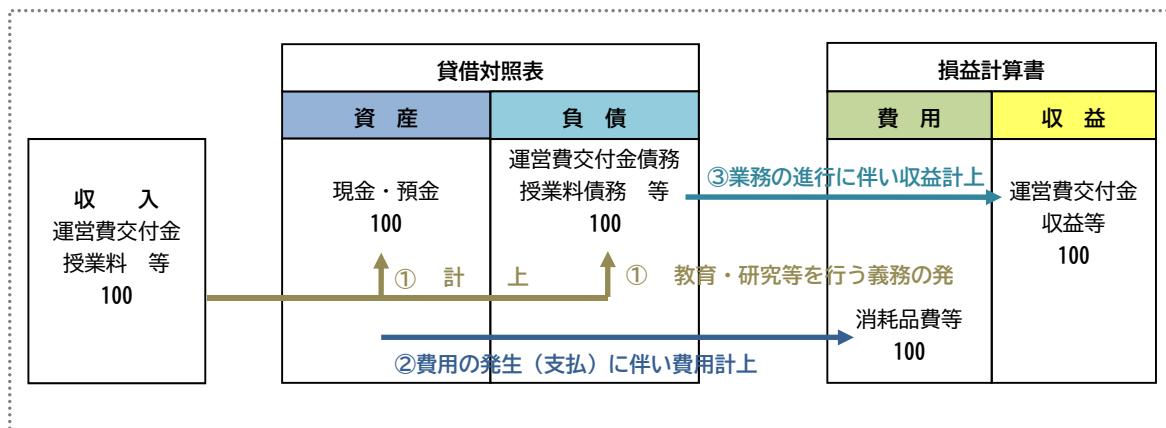 貸借対照表
資　産
負　債
損益計算書
費　用
収　益
収　　入
運営費交付金
授業料　等
100
現金・預金
100
運営費交付金債務
授業料債務　等
100
①　計　　上
①　　教育・研究等を行う義務の発
②費用の発生（支払）に伴い費用計上
③業務の進行に伴い収益計上
消耗品費等
100
運営費交付金
収益等
100